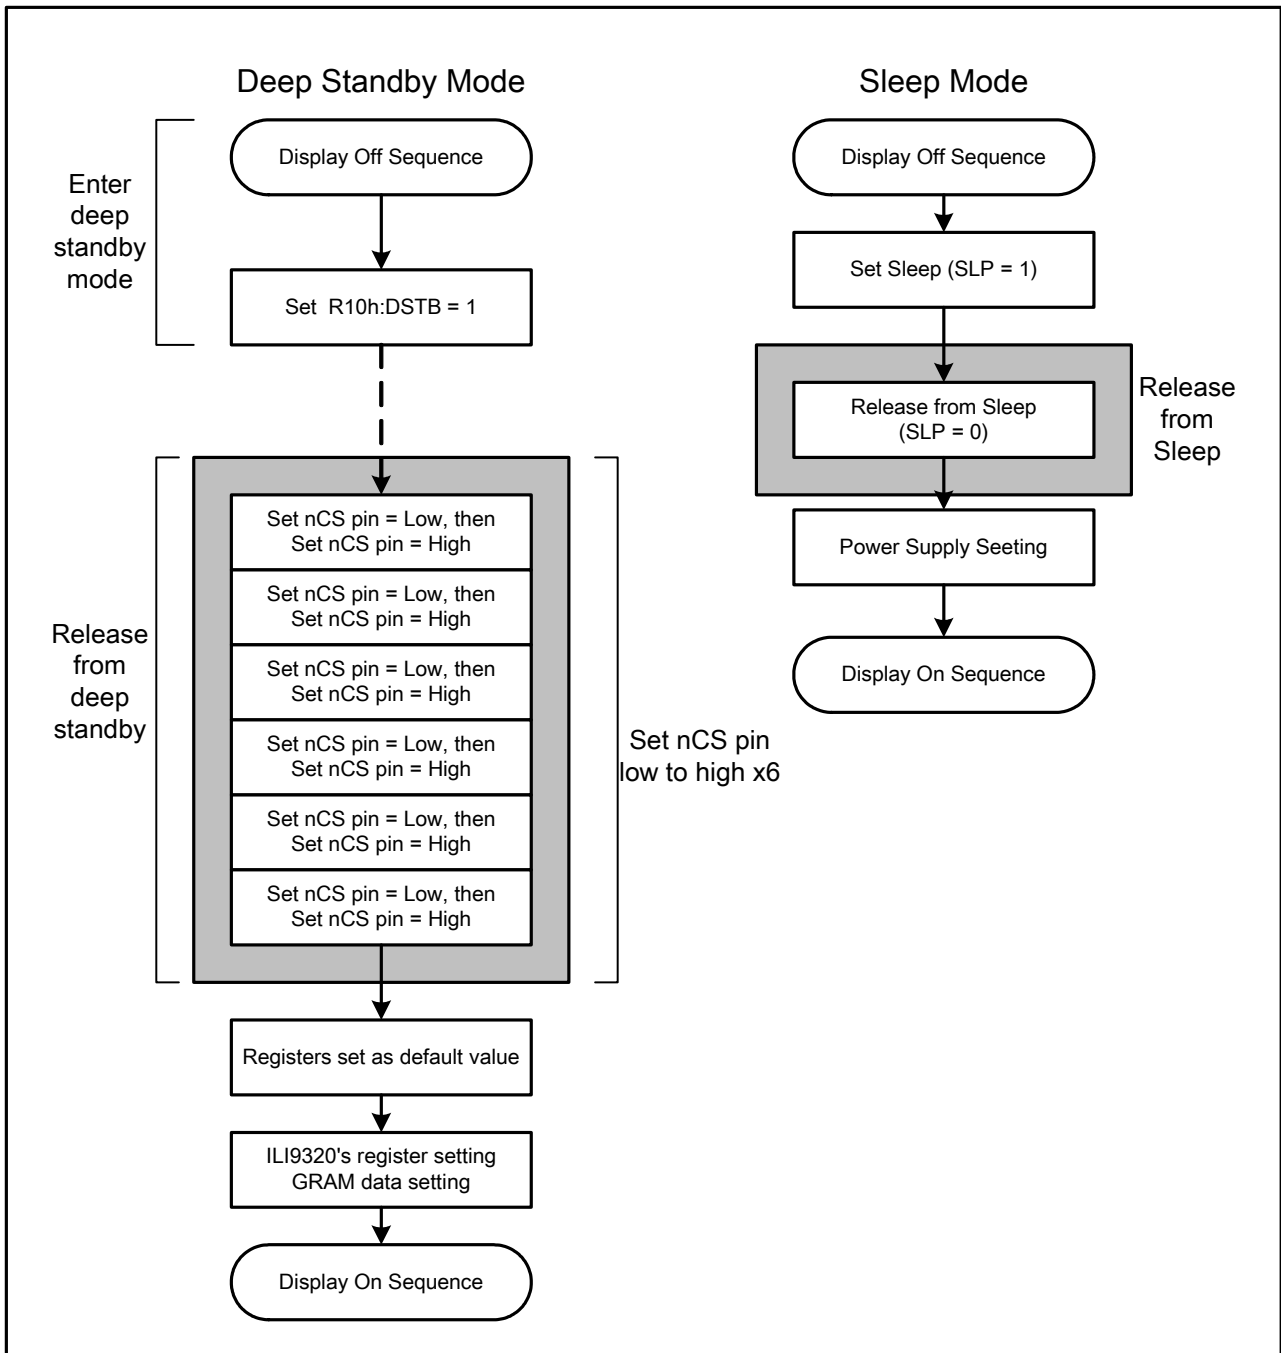 Deep Standby Mode
Display Off Sequence
Enter
deep
standby
mode
Set R10h:DSTB = 1
Set nCS pin = Low, then
Set nCS pin = High
Set nCS pin = Low, then
Set nCS pin = High
Set nCS pin = Low, then
Set nCS pin = High
Set nCS pin = Low, then
Set nCS pin = High
Set nCS pin = Low, then
Set nCS pin = High
Set nCS pin = Low, then
Set nCS pin = High
Release
from
deep
standby
Set nCS pin
low to high x6
Registers set as default value
ILI9320's register setting
GRAM data setting
Display On Sequence
Sleep Mode
Display Off Sequence
Set Sleep (SLP = 1)
Release from Sleep
(SLP = 0)
Release
from
Sleep
Power Supply Seeting
Display On Sequence